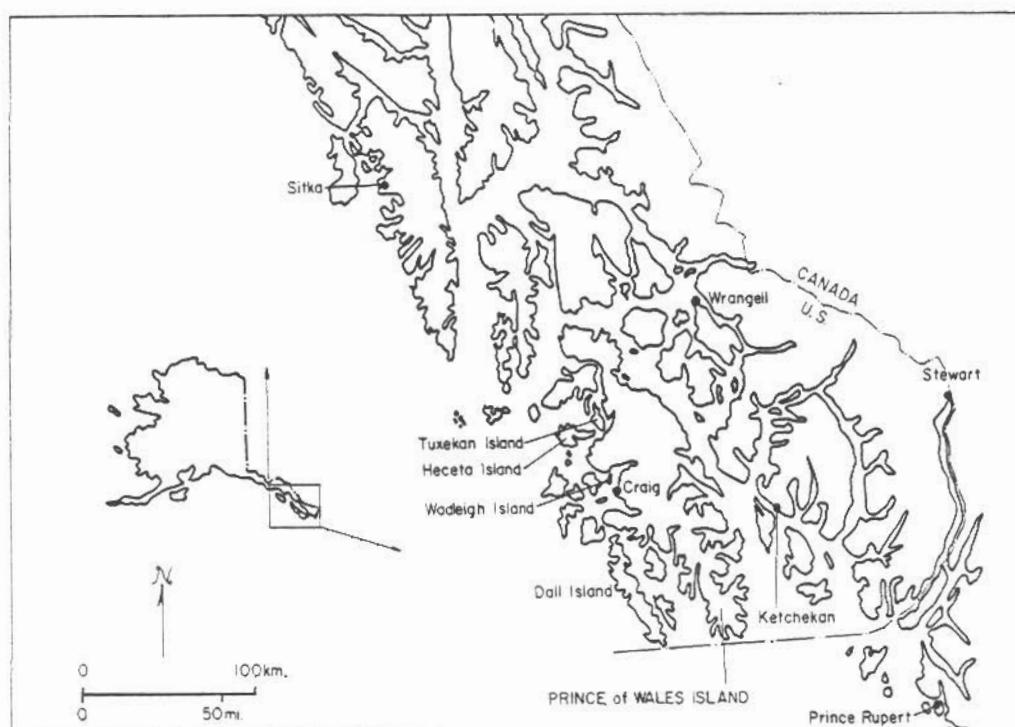 Sitka
CANADA
U.S.
Wrangell
Stewart
Tuxekan Island
Heceta Island
Wadleigh Island
Craig
Dall Island
Ketchekan
N
0 100km.
0 50mi.
PRINCE of WALES ISLAND
Prince Rupert